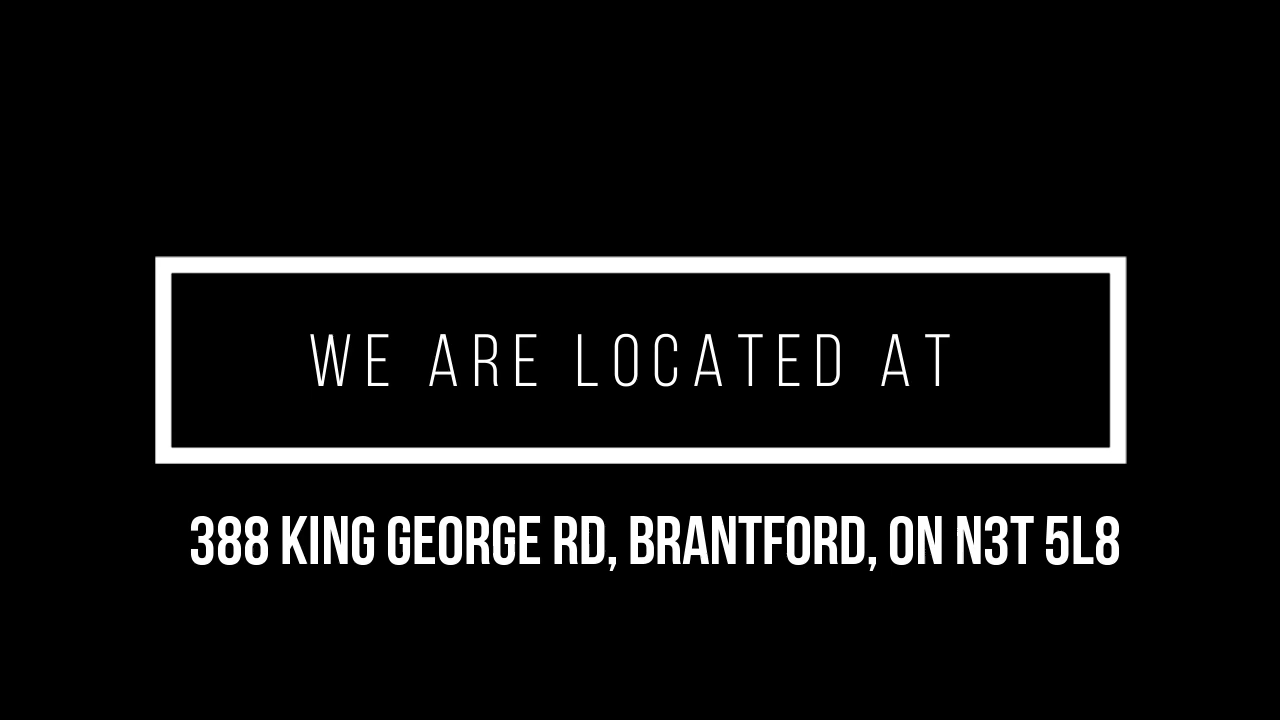 WE ARE LOCATED AT
388 KING GEORGE RD, BRANTFORD, ON N3T 5L8